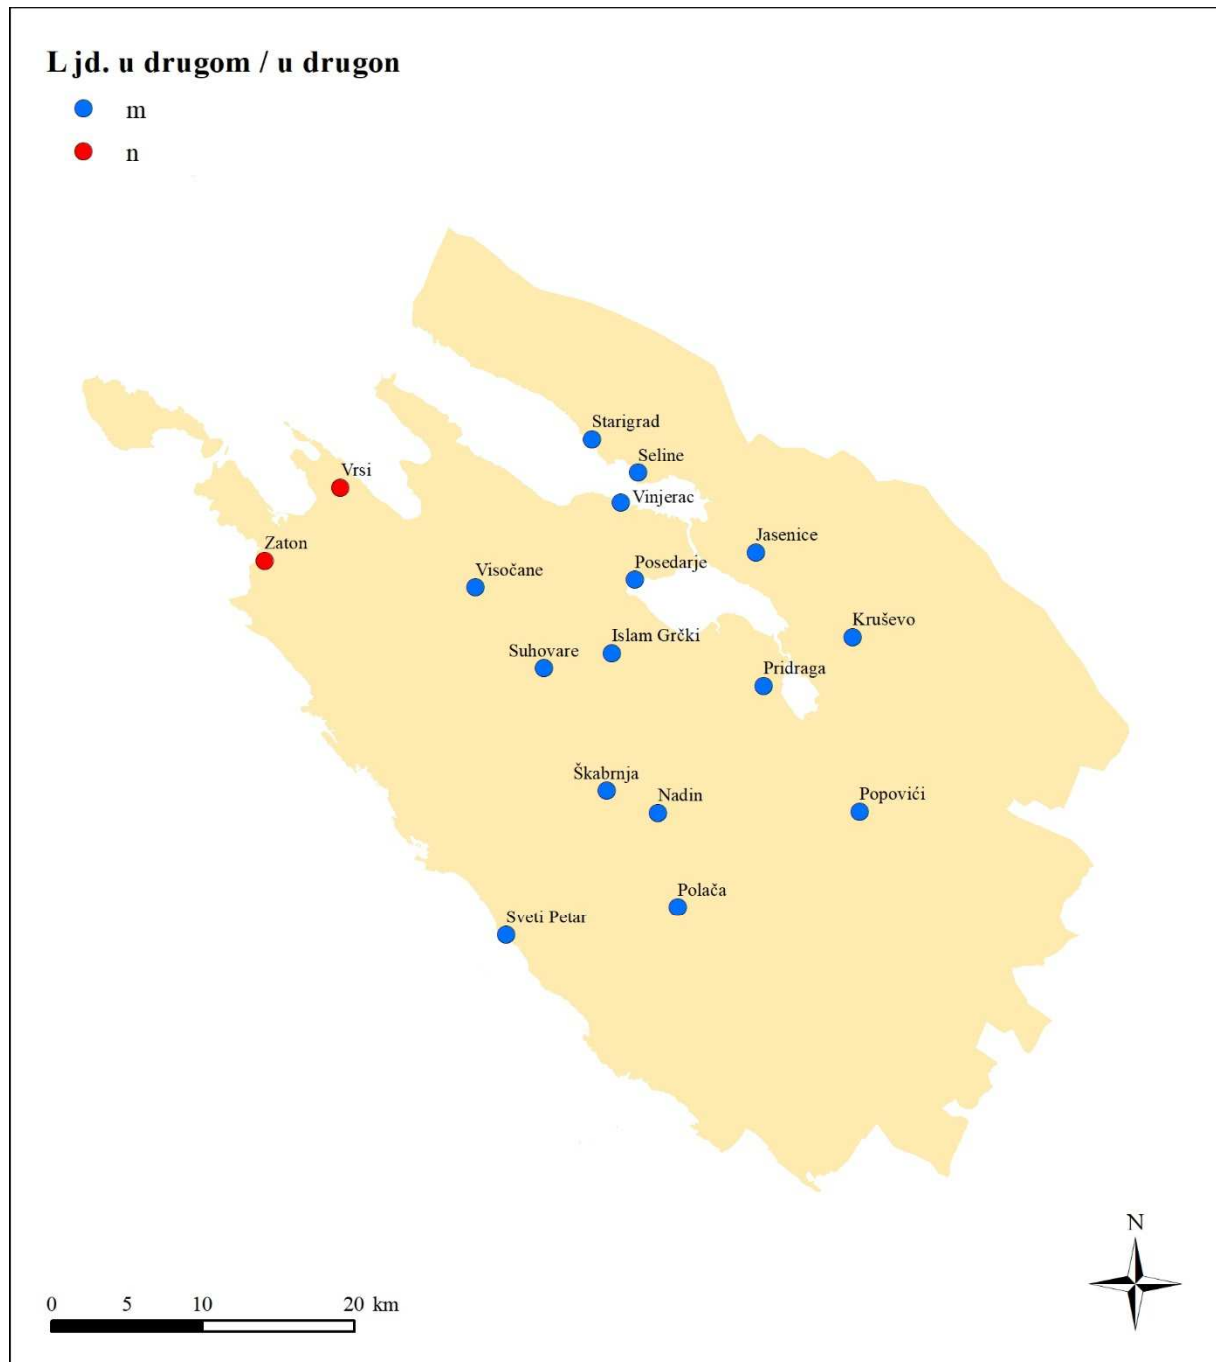 L jd. u drugom / u drugon
m
n
Starigrad
Seline
Vrsi
Vinjerac
Jasenice
Zaton
Posedarje
Visočane
Kruševo
Islam Grčki
Suhovare
Pridraga
Škabrnja
Nadin
Popovići
Polača
Sveti Petar
N
0 5 10 20 km